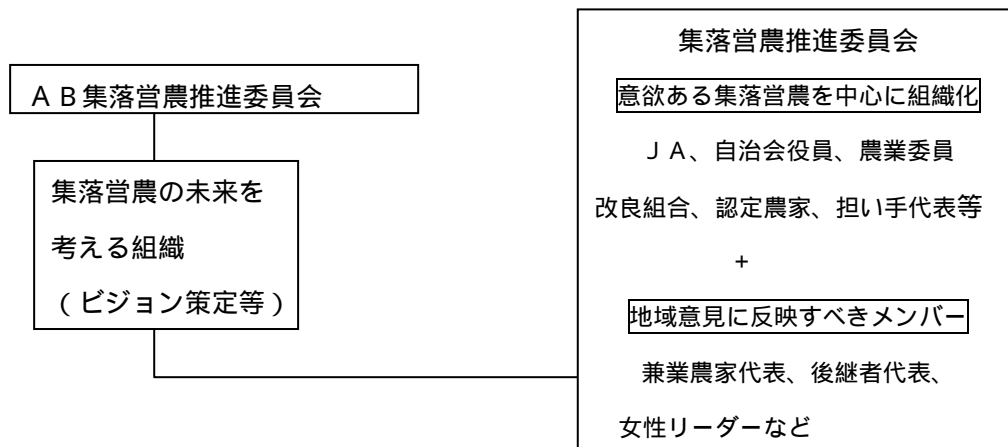 ＡＢ集落営農推進委員会
集落営農の未来を
考える組織
（ビジョン策定等）
集落営農推進委員会
意欲ある集落営農を中心に組織化
ＪＡ、自治会役員、農業委員
改良組合、認定農家、担い手代表等
+
地域意見に反映すべきメンバー
兼業農家代表、後継者代表、
女性リーダーなど